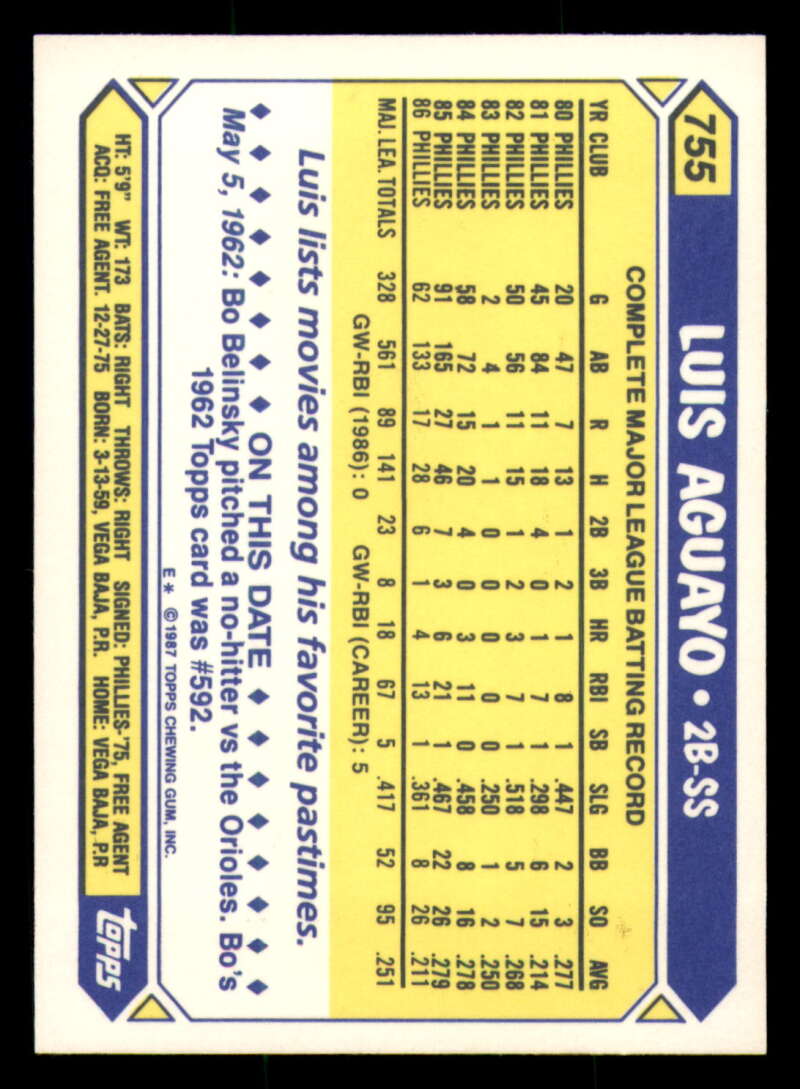 755
LUIS AGUAYO • 2B-SS
COMPLETE MAJOR LEAGUE BATTING RECORD
YR CLUB G AB R H 2B 3B HR RBI SB SLG BB SO AVG
80 PHILLIES 20 47 7 13 1 2 1 8 1 .447 2 3 .277
81 PHILLIES 45 84 11 18 4 0 1 7 1 .298 6 15 .214
82 PHILLIES 50 56 11 15 1 2 3 7 1 .518 5 7 .268
83 PHILLIES 2 4 1 1 0 0 0 0 0 .250 1 2 .250
84 PHILLIES 58 72 15 20 4 0 3 11 0 .458 8 16 .278
85 PHILLIES 91 165 27 46 7 3 6 21 1 .467 22 26 .279
86 PHILLIES 62 133 17 28 6 1 4 13 1 .361 8 26 .211
MAJ. LEA. TOTALS 328 561 89 141 23 8 18 67 5 .417 52 95 .251
GW-RBI (1986): 0 GW-RBI (CAREER): 5
Luis lists movies among his favorite pastimes.
◆ ◆ ◆ ◆ ◆ ◆ ◆ ◆ ON THIS DATE ◆ ◆ ◆ ◆ ◆ ◆ ◆ ◆
May 5, 1962: Bo Belinsky pitched a no-hitter vs the Orioles. Bo's
1962 Topps card was #592.
E* ©1987 TOPPS CHEWING GUM, INC.
HT: 5'9" WT: 173 BATS: RIGHT THROWS: RIGHT SIGNED: PHILLIES-'75, FREE AGENT
ACQ: FREE AGENT. 12-27-75 BORN: 3-13-59, VEGA BAJA, P.R. HOME: VEGA BAJA, P.R
topps